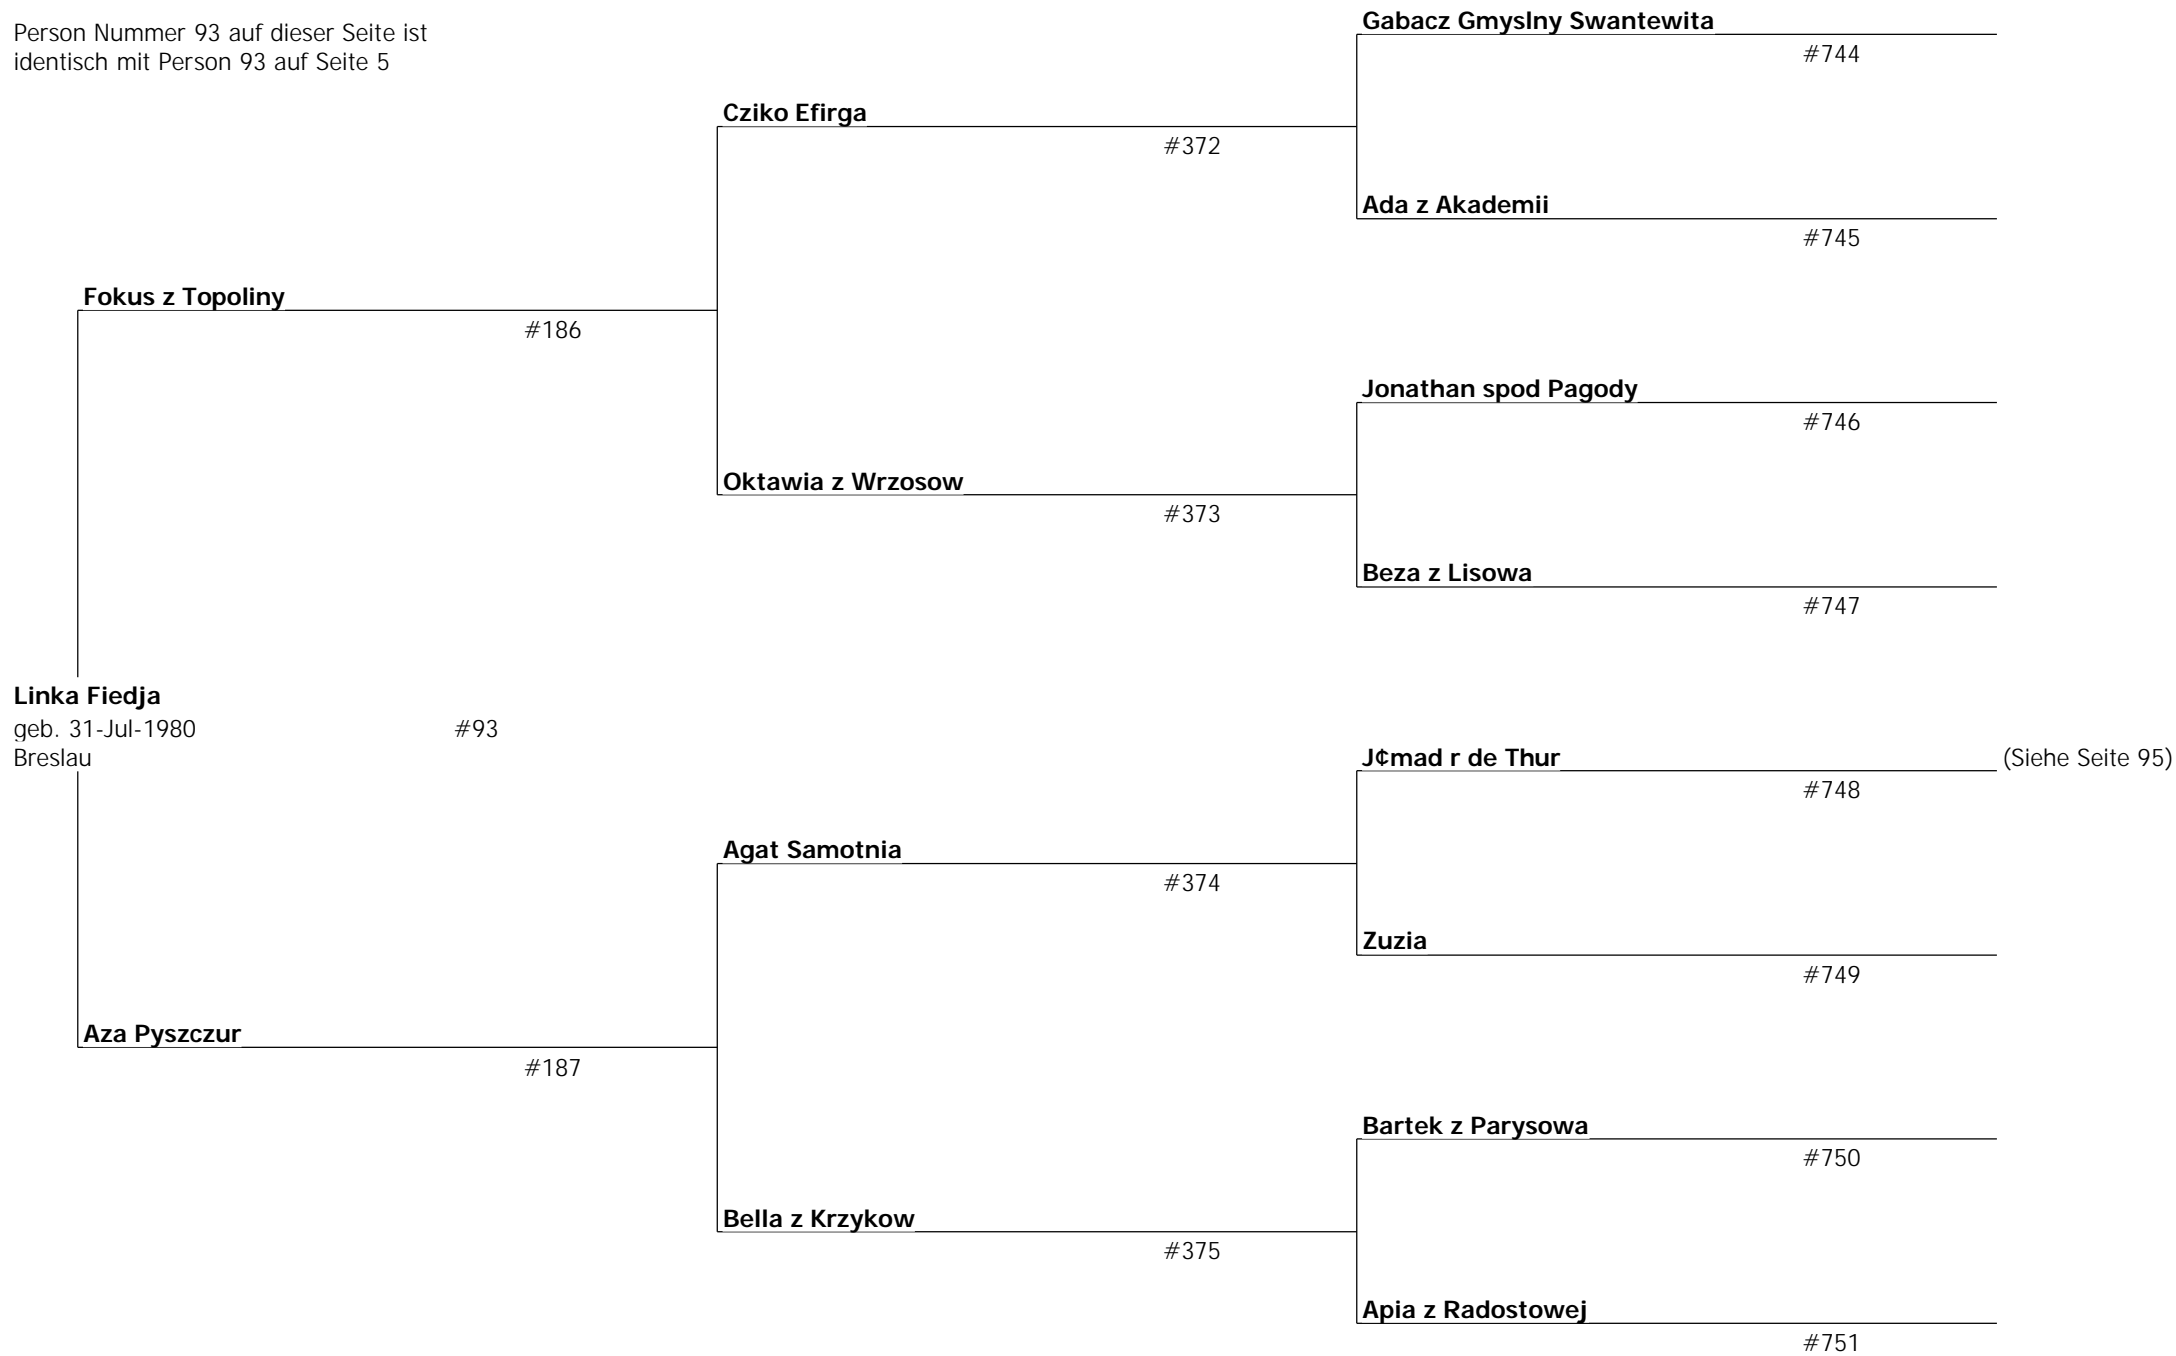 Person Nummer 93 auf dieser Seite ist
identisch mit Person 93 auf Seite 5
Gabacz Gmyslny Swantewita
#744
Cziko Efirga
#372
Ada z Akademii
#745
Fokus z Topoliny
#186
Jonathan spod Pagody
#746
Oktawia z Wrzosow
#373
Beza z Lisowa
#747
Linka Fiedja
geb. 31-Jul-1980
#93
Breslau
J¢mad r de Thur
(Siehe Seite 95)
#748
Agat Samotnia
#374
Zuzia
#749
Aza Pyszczur
#187
Bartek z Parysowa
#750
Bella z Krzykow
#375
Apia z Radostowej
#751